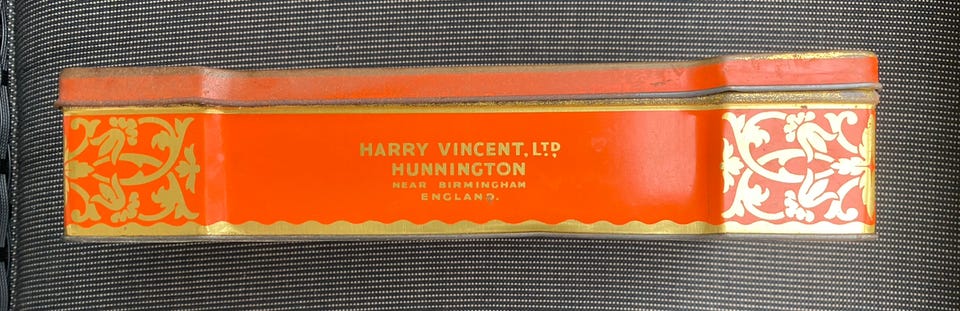 HARRY VINCENT, LTD
HUNNINGTON
NEAR BIRMINGHAM
ENGLAND.